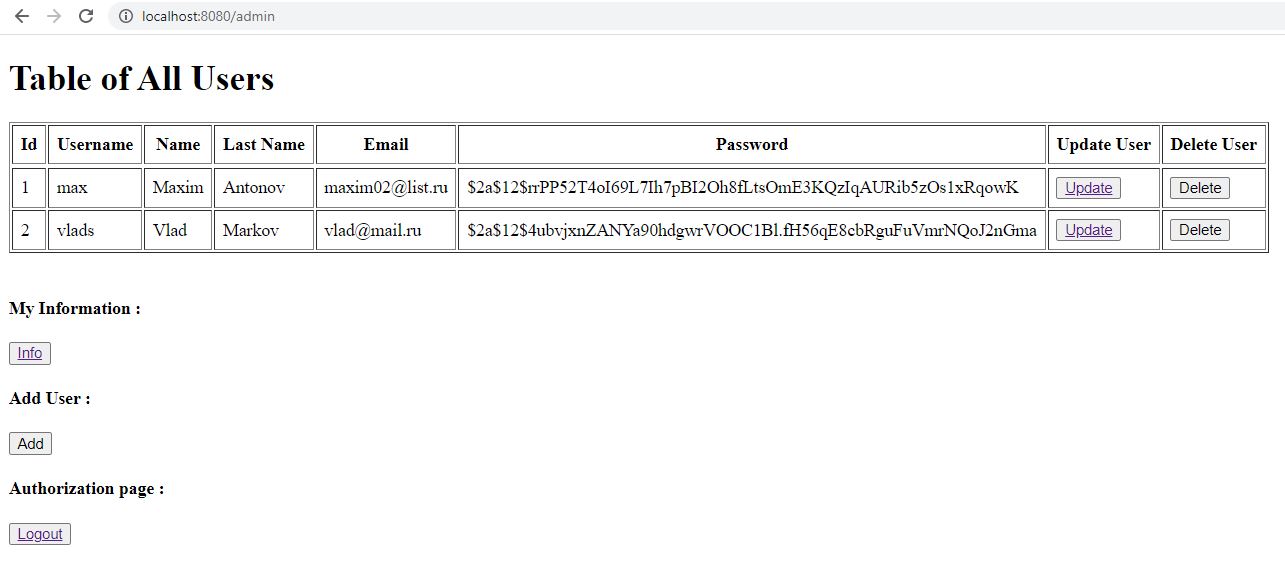 localhost:8080/admin
Table of All Users
Id Username Name Last Name Email Password Update User Delete User
1 max Maxim Antonov maxim02@list.ru $2a$12$rrPP52T4oI69L7Ih7pBI2Oh8fLtsOmE3KQzIqAURib5zOs1xRqowK Update Delete
2 vlads Vlad Markov vlad@mail.ru $2a$12$4ubvjxnZANYa90hdgwrVOOC1Bl.fH56qE8cbRguFuVmrNQoJ2nGma Update Delete
My Information :
Info
Add User :
Add
Authorization page :
Logout